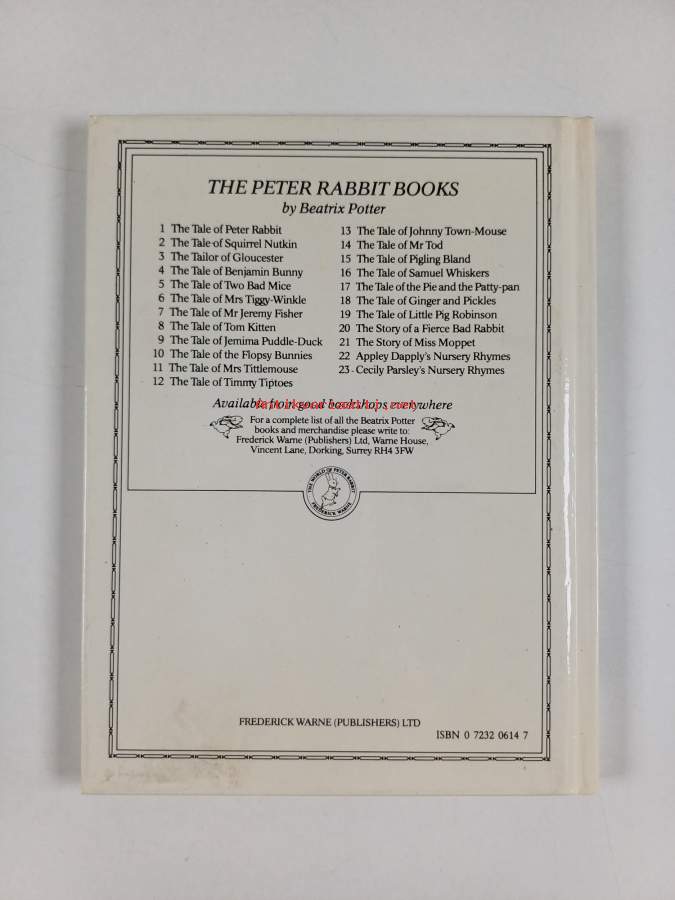 THE PETER RABBIT BOOKS
by Beatrix Potter
1 The Tale of Peter Rabbit
2 The Tale of Squirrel Nutkin
3 The Tailor of Gloucester
4 The Tale of Benjamin Bunny
5 The Tale of Two Bad Mice
6 The Tale of Mrs Tiggy-Winkle
7 The Tale of Mr Jeremy Fisher
8 The Tale of Tom Kitten
9 The Tale of Jemima Puddle-Duck
10 The Tale of the Flopsy Bunnies
11 The Tale of Mrs Tittlemouse
12 The Tale of Timmy Tiptoes
13 The Tale of Johnny Town-Mouse
14 The Tale of Mr Tod
15 The Tale of Pigling Bland
16 The Tale of Samuel Whiskers
17 The Tale of the Pie and the Patty-pan
18 The Tale of Ginger and Pickles
19 The Tale of Little Pig Robinson
20 The Story of a Fierce Bad Rabbit
21 The Story of Miss Moppet
22 Appley Dapply's Nursery Rhymes
23 Cecily Parsley's Nursery Rhymes
Available from good bookshops everywhere
For a complete list of all the Beatrix Potter
books and merchandise please write to:
Frederick Warne (Publishers) Ltd, Warne House,
Vincent Lane, Dorking, Surrey RH4 3FW
THE WORLD OF PETER RABBIT
FREDERICK WARNE
FREDERICK WARNE (PUBLISHERS) LTD
ISBN 0 7232 0614 7